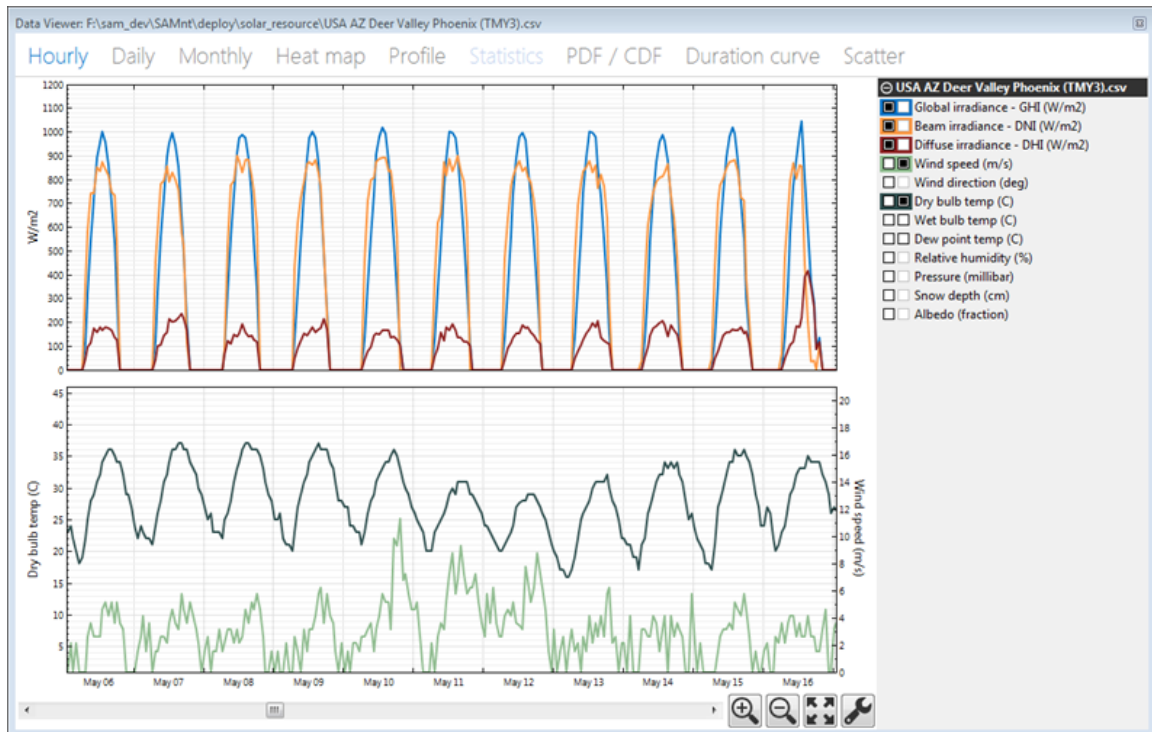 Data Viewer: F:\sam_dev\SAMnt\deploy\solar_resource\USA AZ Deer Valley Phoenix (TMY3).csv
Hourly Daily Monthly Heat map Profile Statistics PDF / CDF Duration curve Scatter
1200
1100
1000
900
800
700
600
500
400
300
200
100
0
W/m2
USA AZ Deer Valley Phoenix (TMY3).csv
Global irradiance - GHI (W/m2)
Beam irradiance - DNI (W/m2)
Diffuse irradiance - DHI (W/m2)
Wind speed (m/s)
Wind direction (deg)
Dry bulb temp (C)
Wet bulb temp (C)
Dew point temp (C)
Relative humidity (%)
Pressure (millibar)
Snow depth (cm)
Albedo (fraction)
45
40
35
30
25
20
15
10
5
Dry bulb temp (C)
20
18
16
14
12
10
8
6
4
2
0
Wind speed (m/s)
May 06 May 07 May 08 May 09 May 10 May 11 May 12 May 13 May 14 May 15 May 16